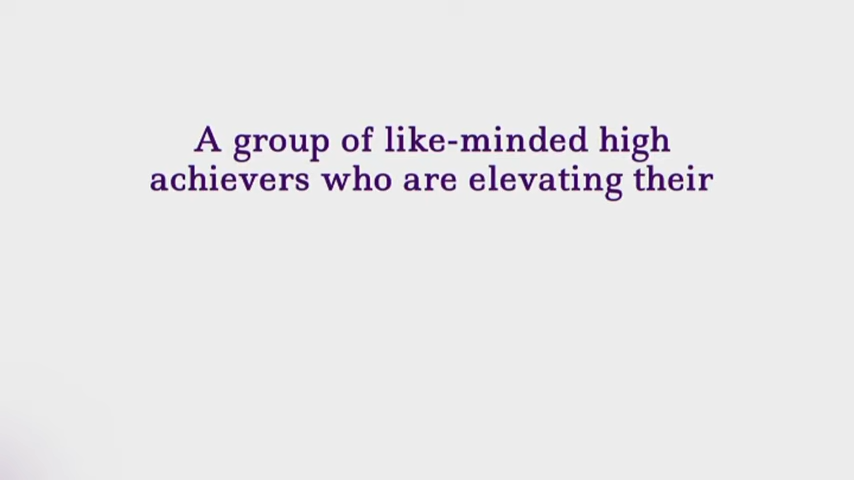 A group of like-minded high
achievers who are elevating their